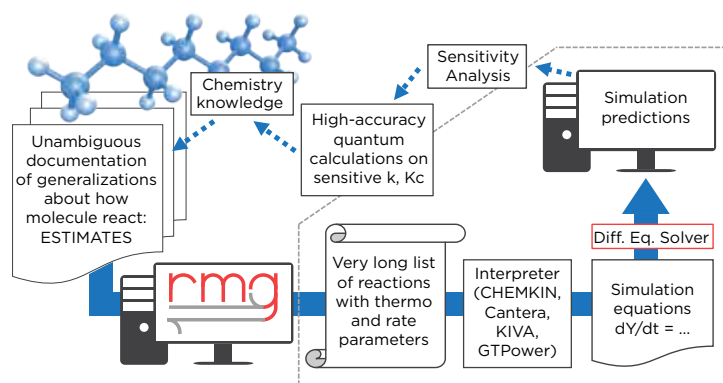 Sensitivity
Analysis
Chemistry
knowledge
Simulation
predictions
High-accuracy
quantum
calculations on
sensitive k, Kc
Unambiguous
documentation
of generalizations
about how
molecule react:
ESTIMATES
Diff. Eq. Solver
rmg
Very long list
of reactions
with thermo
and rate
parameters
Interpreter
(CHEMKIN,
Cantera,
KIVA,
GTPower)
Simulation
equations
dY/dt = ...